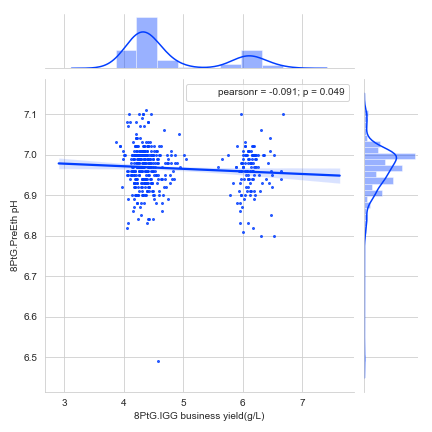 pearsonr = -0.091; p = 0.049
7.1
7.0
6.9
6.8
6.7
6.6
6.5
8PtG.PreEth pH
3 4 5 6 7
8PtG.IGG business yield(g/L)